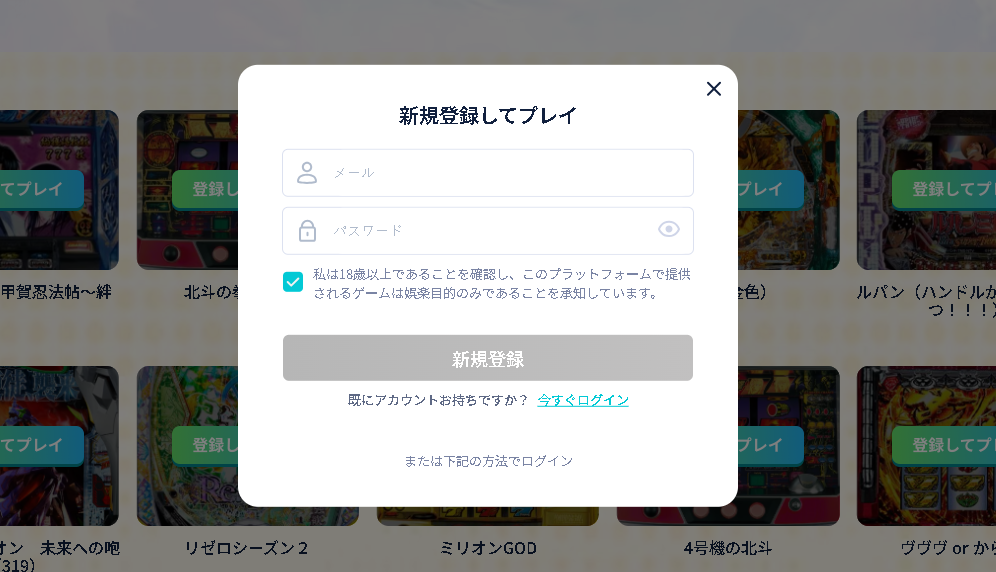 新規登録してプレイ
メール
パスワード
私は18歳以上であることを確認し、このプラットフォームで提供
されるゲームは娯楽目的のみであることを承知しています。
新規登録
既にアカウントお持ちですか？ 今すぐログイン
または下記の方法でログイン
てプレイ
登録し
プレイ
登録してプレ
甲賀忍法帖〜絆
北斗の
金色）
ルパン（ハンドルが
つ！！！）
てプレイ
登録し
プレイ
登録してプレ
オン　未来への咆
319）
リゼロシーズン２
ミリオンGOD
4号機の北斗
ヴヴヴ or から